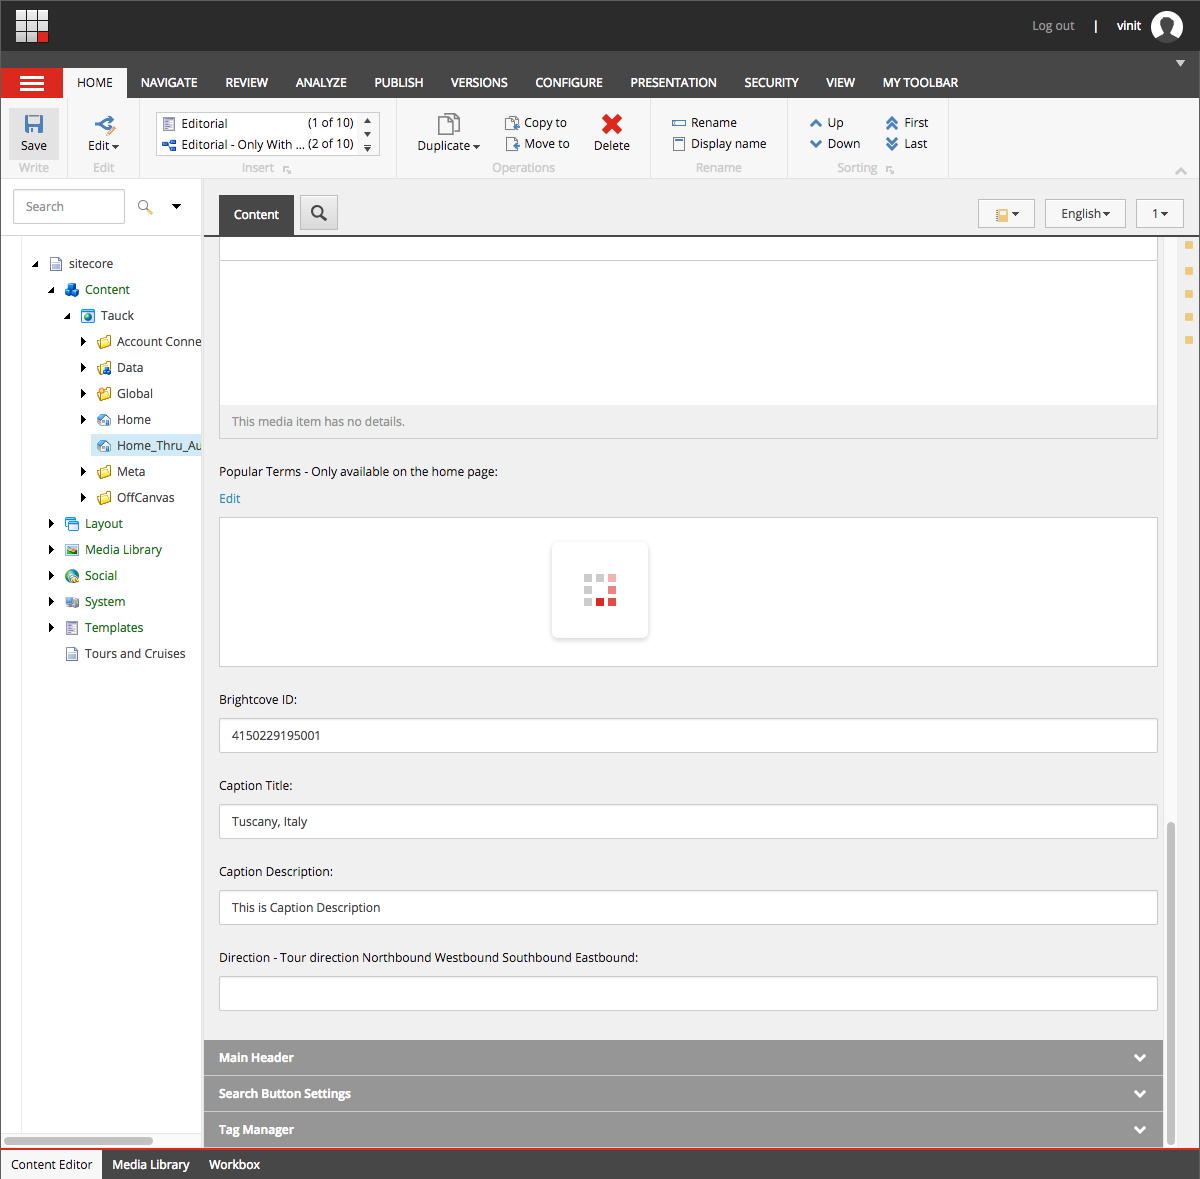 Log out | vinit
HOME NAVIGATE REVIEW ANALYZE PUBLISH VERSIONS CONFIGURE PRESENTATION SECURITY VIEW MY TOOLBAR
Save
Write
Edit
Edit
Editorial (1 of 10)
Editorial - Only With ... (2 of 10)
Insert
Duplicate
Copy to
Move to
Delete
Operations
Rename
Display name
Rename
Up
Down
First
Last
Sorting
Search
Content
English
1
sitecore
Content
Tauck
Account Conne
Data
Global
Home
Home_Thru_Au
Meta
OffCanvas
Layout
Media Library
Social
System
Templates
Tours and Cruises
This media item has no details.
Popular Terms - Only available on the home page:
Edit
Brightcove ID:
4150229195001
Caption Title:
Tuscany, Italy
Caption Description:
This is Caption Description
Direction - Tour direction Northbound Westbound Southbound Eastbound:
Main Header
Search Button Settings
Tag Manager
Content Editor Media Library Workbox